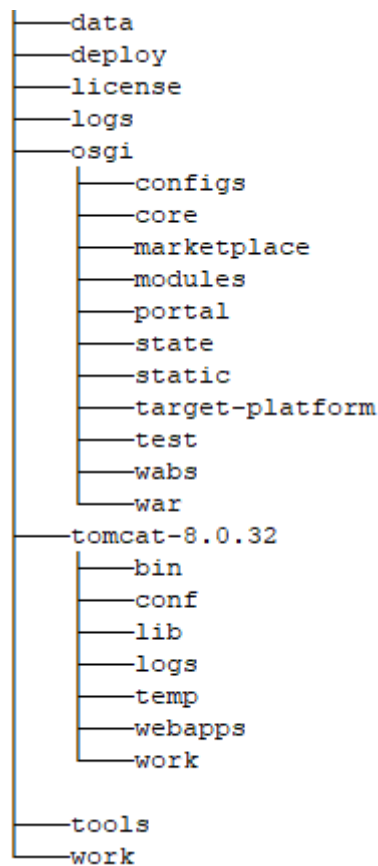 data
deploy
license
logs
osgi
configs
core
marketplace
modules
portal
state
static
target-platform
test
wabs
war
tomcat-8.0.32
bin
conf
lib
logs
temp
webapps
work
tools
work